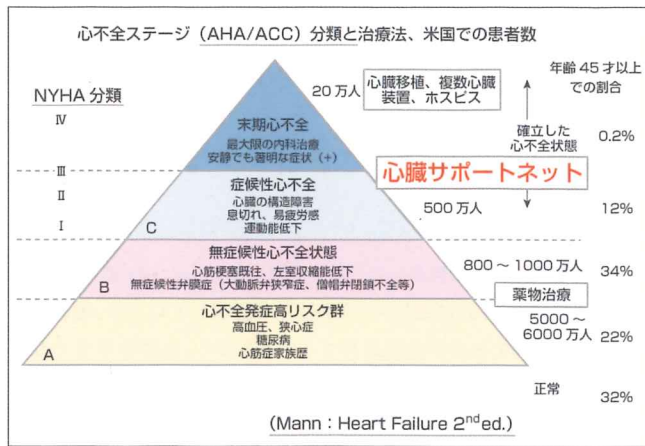 心不全ステージ（AHA/ACC）分類と治療法、米国での患者数
NYHA 分類
Ⅳ
Ⅲ
Ⅱ
Ⅰ
年齢 45才以上
での割合
20 万人
心臓移植、複数心臓
装置、ホスピス
末期心不全
最大限の内科治療
安静でも著明な症状（+）
確立した
心不全状態
0.2%
心臓サポートネット
症候性心不全
心臓の構造障害
息切れ、易疲労感
運動能低下
C
500 万人
12%
無症候性心不全状態
心筋梗塞既往、左室収縮能低下
無症候性弁膜症（大動脈弁狭窄症、僧帽弁閉鎖不全等）
B
800 ～ 1000 万人
34%
薬物治療
心不全発症高リスク群
高血圧、狭心症
糖尿病
心筋症家族歴
A
5000 ～
6000 万人
22%
正常
32%
(Mann：Heart Failure 2nd ed.)